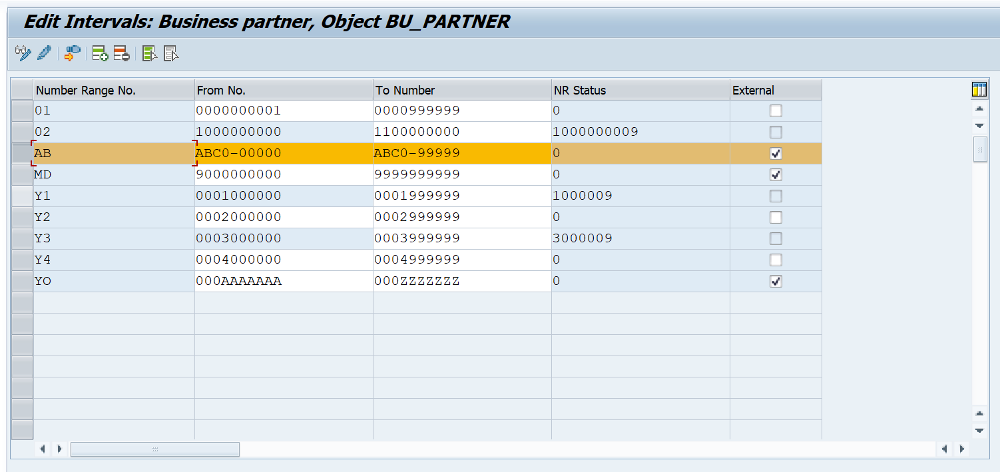 Edit Intervals: Business partner, Object BU_PARTNER
Number Range No. From No. To Number NR Status External
01 0000000001 0000999999 0
02 1000000000 1100000000 1000000009
AB ABC0-00000 ABC0-99999 0
MD 9000000000 9999999999 0
Y1 0001000000 0001999999 1000009
Y2 0002000000 0002999999 0
Y3 0003000000 0003999999 3000009
Y4 0004000000 0004999999 0
YO 000AAAAAAA 000ZZZZZZZ 0